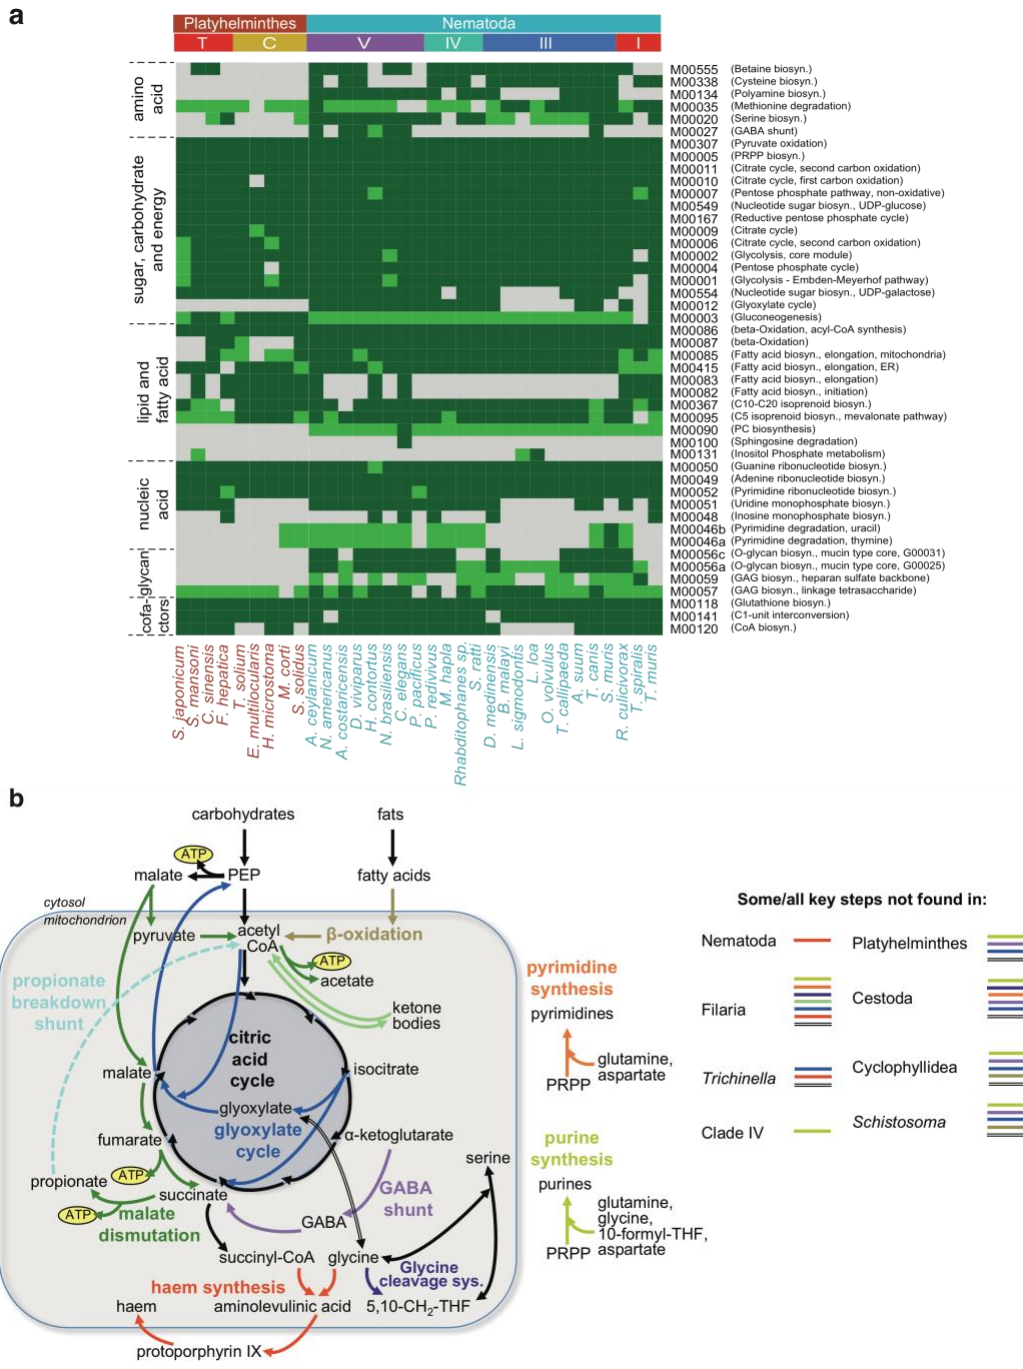 a
Platyhelminthes Nematoda
T C V IV III I
amino acid
M00555 (Betaine biosyn.)
M00338 (Cysteine biosyn.)
M00134 (Polyamine biosyn.)
M00035 (Methionine degradation)
M00020 (Serine biosyn.)
M00027 (GABA shunt)
sugar, carbohydrate and energy
M00307 (Pyruvate oxidation)
M00005 (PRPP biosyn.)
M00011 (Citrate cycle, second carbon oxidation)
M00010 (Citrate cycle, first carbon oxidation)
M00007 (Pentose phosphate pathway, non-oxidative)
M00549 (Nucleotide sugar biosyn., UDP-glucose)
M00167 (Reductive pentose phosphate cycle)
M00009 (Citrate cycle)
M00006 (Citrate cycle, second carbon oxidation)
M00002 (Glycolysis, core module)
M00004 (Pentose phosphate cycle)
M00001 (Glycolysis - Embden-Meyerhof pathway)
M00554 (Nucleotide sugar biosyn., UDP-galactose)
M00012 (Glyoxylate cycle)
M00003 (Gluconeogenesis)
lipid and fatty acid
M00086 (beta-Oxidation, acyl-CoA synthesis)
M00087 (beta-Oxidation)
M00085 (Fatty acid biosyn., elongation, mitochondria)
M00415 (Fatty acid biosyn., elongation, ER)
M00083 (Fatty acid biosyn., elongation)
M00082 (Fatty acid biosyn., initiation)
M00367 (C10-C20 isoprenoid biosyn.)
M00095 (C5 isoprenoid biosyn., mevalonate pathway)
M00090 (PC biosynthesis)
M00100 (Sphingosine degradation)
M00131 (Inositol Phosphate metabolism)
nucleic acid
M00050 (Guanine ribonucleotide biosyn.)
M00049 (Adenine ribonucleotide biosyn.)
M00052 (Pyrimidine ribonucleotide biosyn.)
M00051 (Uridine monophosphate biosyn.)
M00048 (Inosine monophosphate biosyn.)
M00046b (Pyrimidine degradation, uracil)
M00046a (Pyrimidine degradation, thymine)
glycan
M00056c (O-glycan biosyn., mucin type core, G00031)
M00056a (O-glycan biosyn., mucin type core, G00025)
M00059 (GAG biosyn., heparan sulfate backbone)
M00057 (GAG biosyn., linkage tetrasaccharide)
cofa-ctors
M00118 (Glutathione biosyn.)
M00141 (C1-unit interconversion)
M00120 (CoA biosyn.)
S. japonicum
S. mansoni
C. sinensis
F. hepatica
T. solium
E. multilocularis
H. microstoma
M. corti
S. solidus
A. ceylanicum
N. americanus
A. costaricensis
D. viviparus
H. contortus
N. brasiliensis
C. elegans
P. pacificus
P. redivivus
M. hapla
Rhabditophanes sp.
S. ratti
D. medinensis
B. malayi
L. sigmodontis
L. loa
O. volvulus
T. callipaeda
A. suum
T. canis
S. muris
R. culicivorax
T. spiralis
T. muris
b
carbohydrates fats
ATP
malate PEP fatty acids
cytosol
mitochondrion
pyruvate acetyl CoA β-oxidation
ATP
acetate
propionate breakdown shunt
ketone bodies
citric acid cycle
malate isocitrate
glyoxylate
glyoxylate cycle
fumarate α-ketoglutarate
serine
propionate ATP
succinate
GABA shunt
ATP malate dismutation
GABA
succinyl-CoA glycine
Glycine cleavage sys.
haem synthesis
haem aminolevulinic acid 5,10-CH2-THF
protoporphyrin IX
pyrimidine synthesis
pyrimidines
glutamine, aspartate
PRPP
purine synthesis
purines
glutamine,
glycine,
10-formyl-THF,
PRPP aspartate
Some/all key steps not found in:
Nematoda Platyhelminthes
Filaria Cestoda
Trichinella Cyclophyllidea
Clade IV Schistosoma